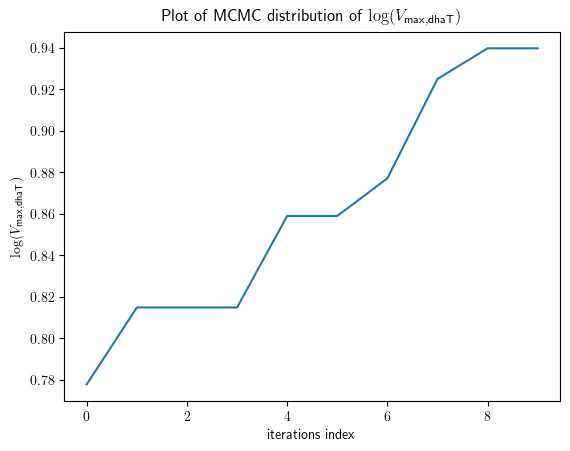 Plot of MCMC distribution of log(V_max,dhaT)
log(V_max,dhaT)
0.94
0.92
0.90
0.88
0.86
0.84
0.82
0.80
0.78
0 2 4 6 8
iterations index